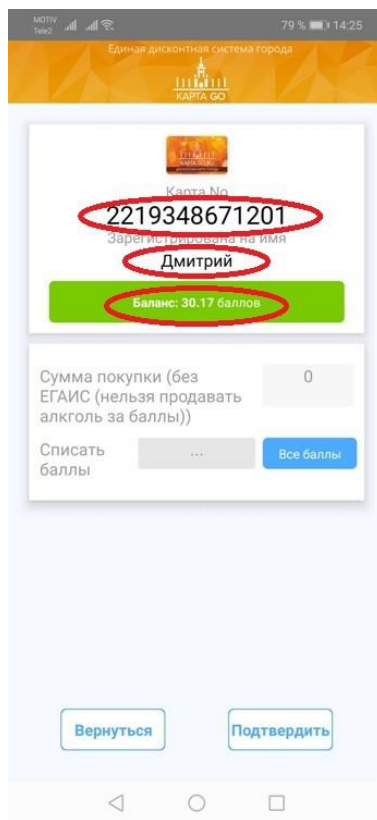 MOTIV
Tele2
79 % 14:25
Единая дисконтная система города
КАРТА GO
Карта No
2219348671201
Зарегистрирована на имя
Дмитрий
Баланс: 30.17 баллов
Сумма покупки (без
0
ЕГАИС (нельзя продавать
алкголь за баллы))
Списать
баллы
...
Все баллы
Вернуться
Подтвердить